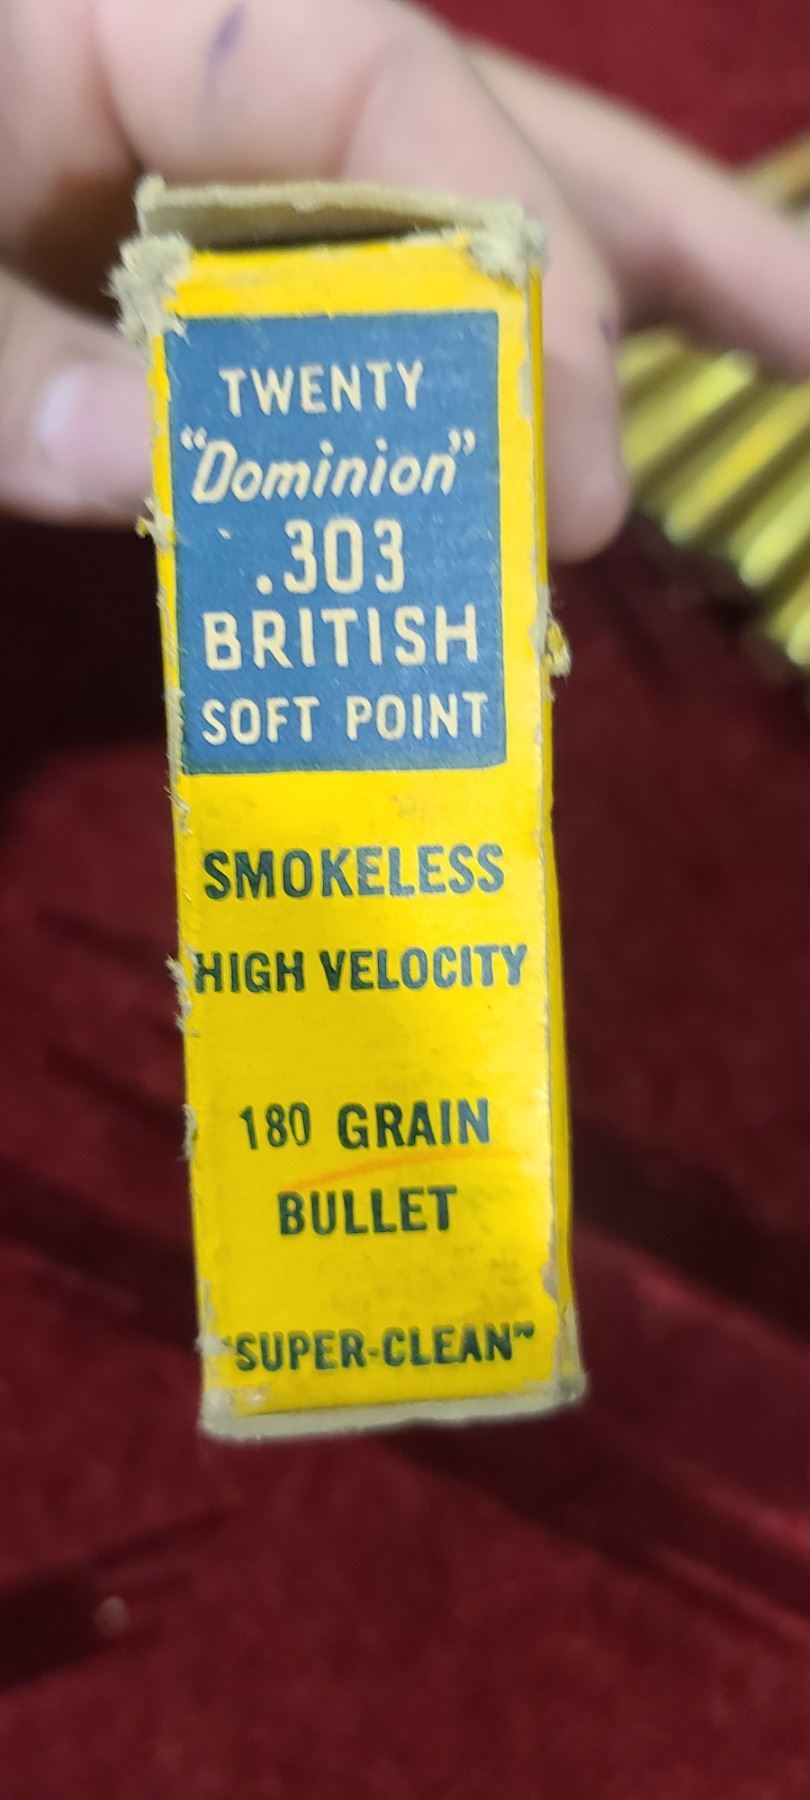 TWENTY
"Dominion"
.303
BRITISH
SOFT POINT
SMOKELESS
HIGH VELOCITY
180 GRAIN
BULLET
"SUPER-CLEAN"